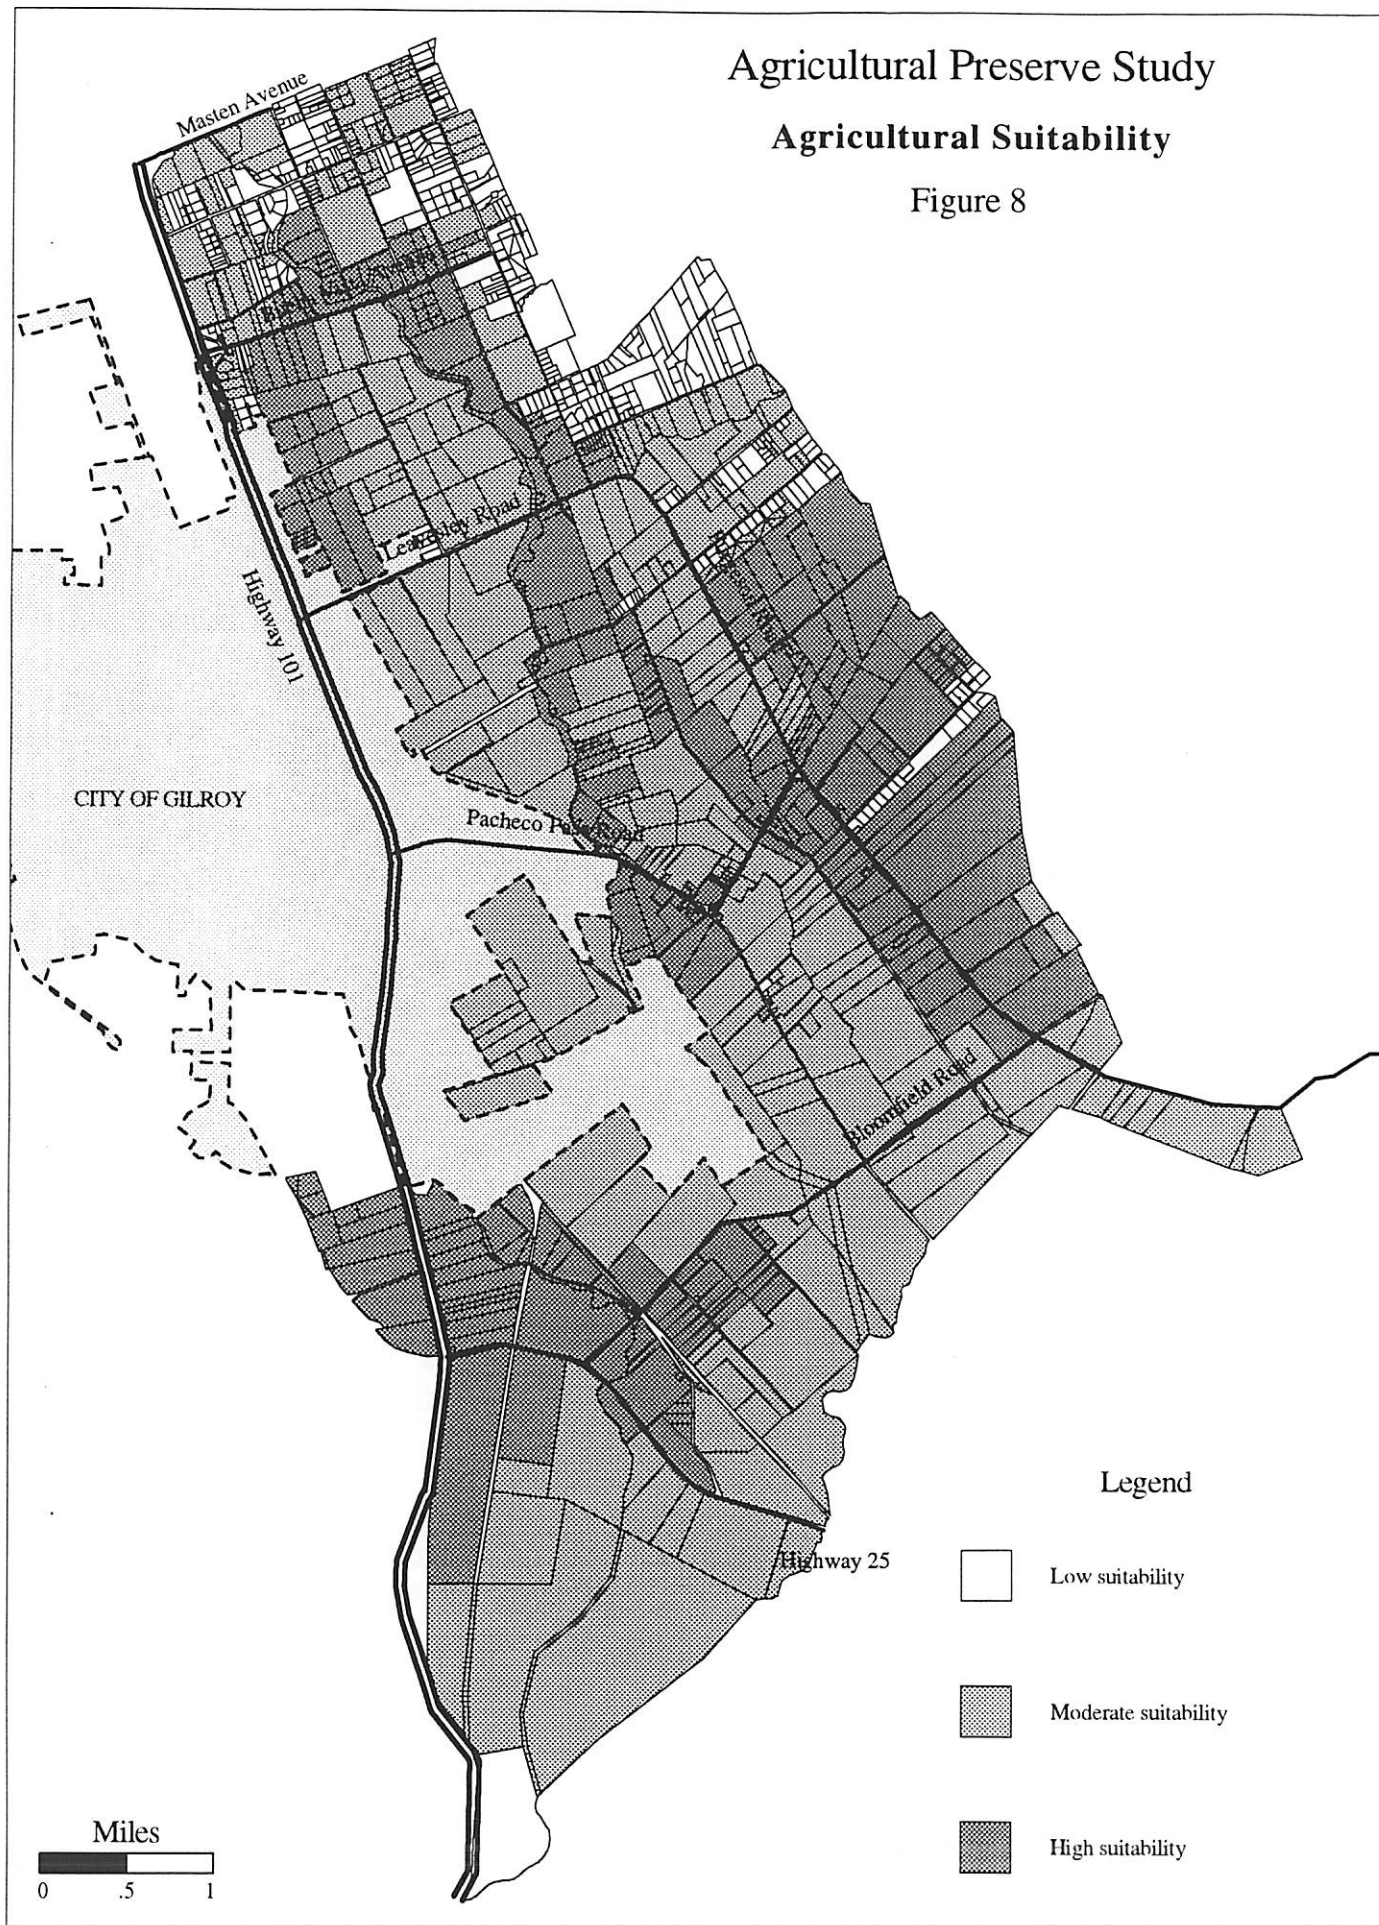 Agricultural Preserve Study
Agricultural Suitability
Figure 8
Masten Avenue
Leavesley Road
Highway 101
CITY OF GILROY
Pacheco Pass Road
Bloomfield Road
Highway 25
Legend
Low suitability
Moderate suitability
High suitability
Miles
0 .5 1